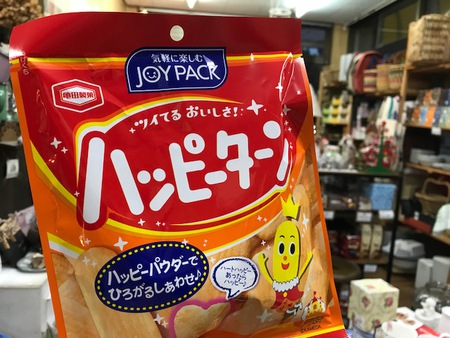 気軽に楽しむ
JOY PACK
亀田製菓
ツイてるおいしさ!
ハッピーターン
ハッピーパウダーで
ひろがるしあわせ♪
ハートハッピー
あったら
ハッピー♪